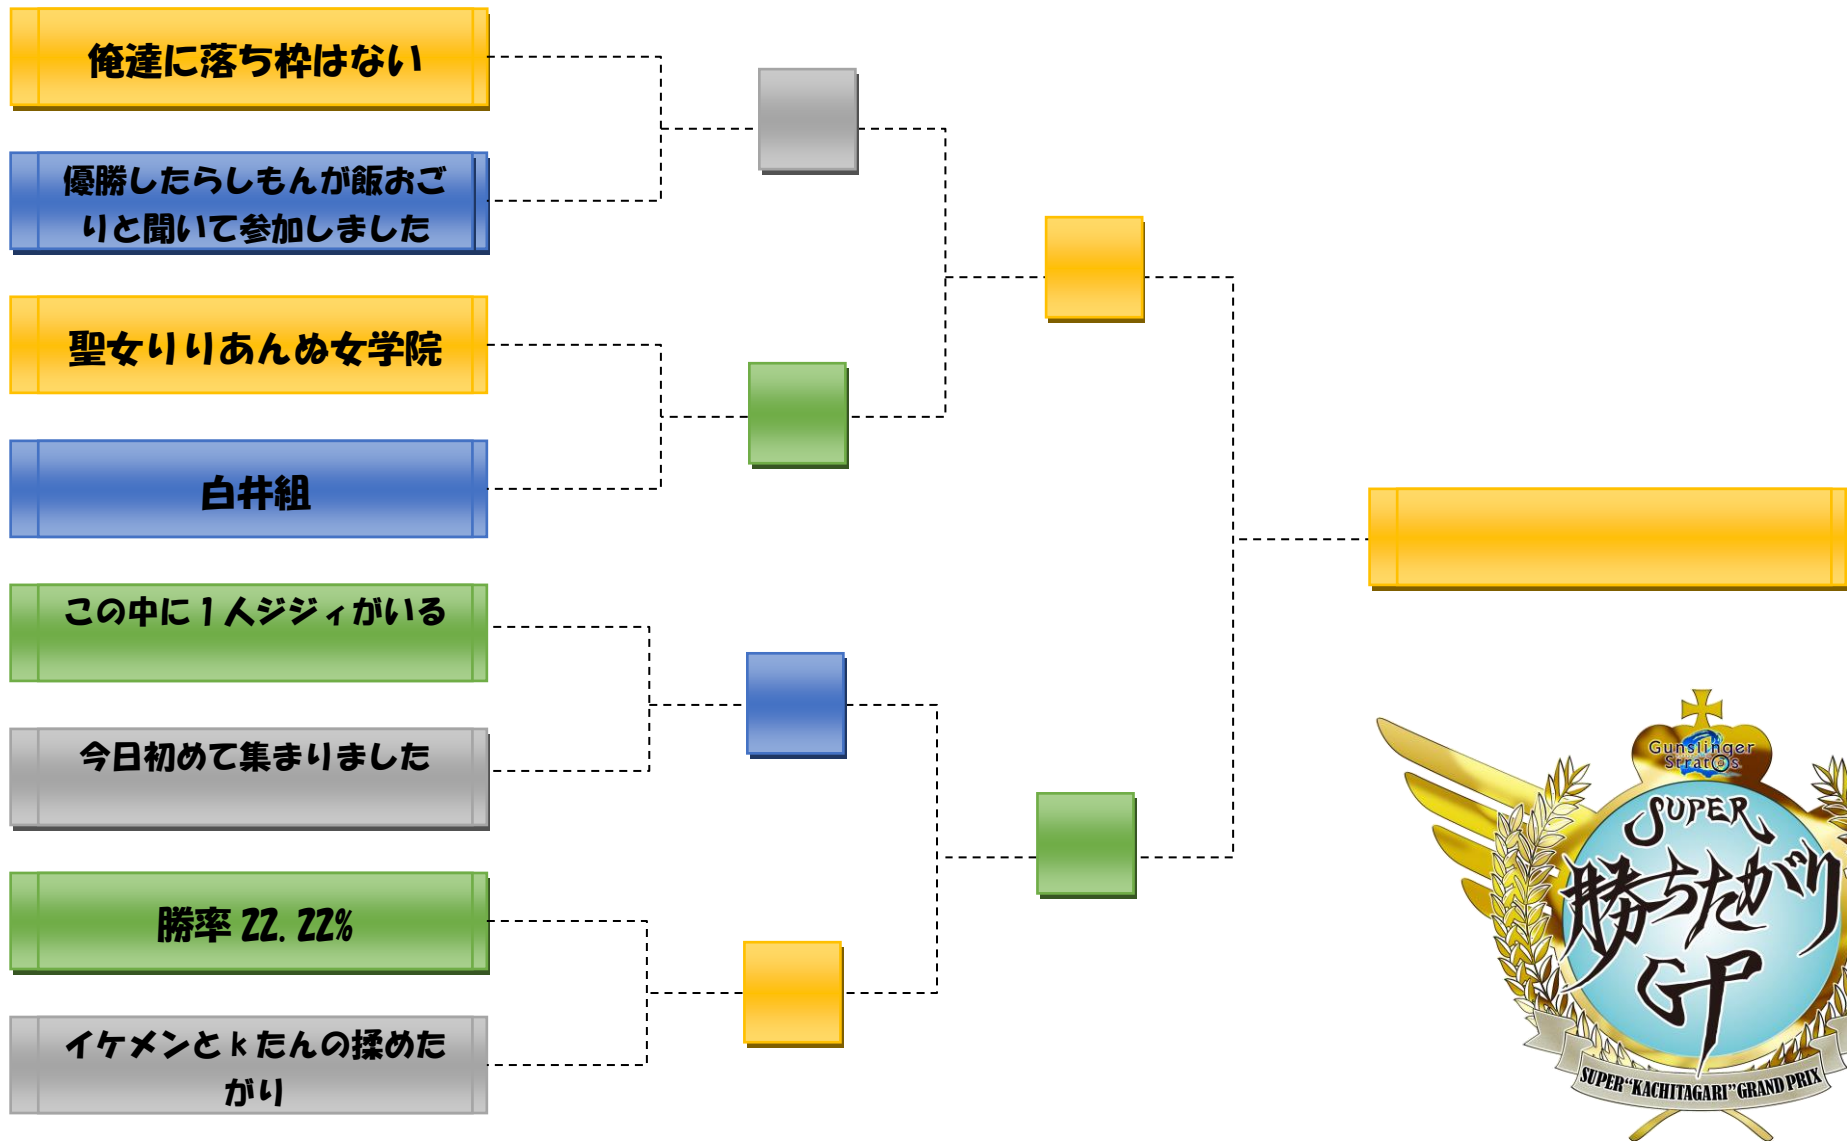 俺達に落ち枠はない
優勝したらしもんが飯おご
りと聞いて参加しました
聖女りりあんぬ女学院
白井組
この中に１人ジジィがいる
今日初めて集まりました
勝率 22.22%
イケメンとkたんの揉めた
がり
Gunslinger
Stratos
2
SUPER
勝ちたがり
GP
SUPER“KACHITAGARI”GRAND PRIX